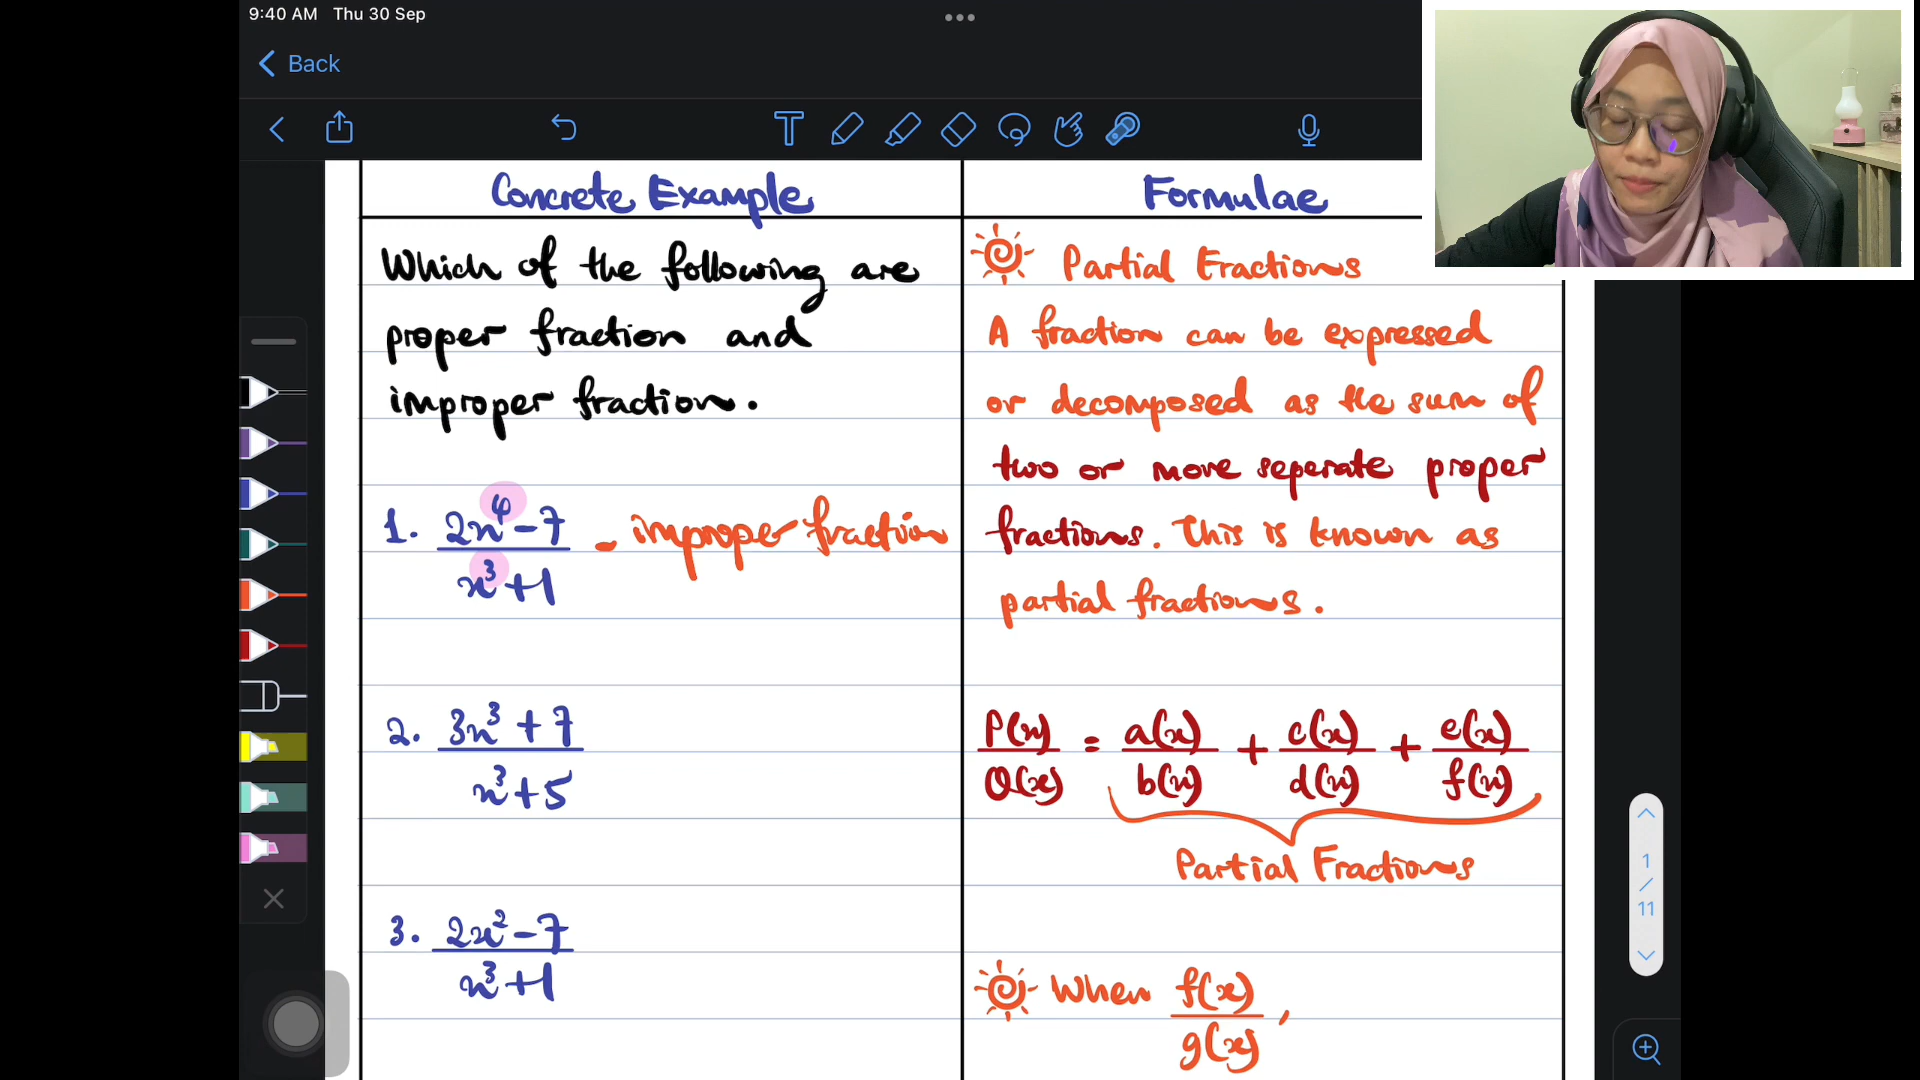 9:40 AM Thu 30 Sep
Back
Concrete Example
Which of the following are
proper fraction and
improper fraction.
1. (2x⁴ - 7)/(x³ + 1) - improper fraction
2. (3x³ + 7)/(x³ + 5)
3. (2x² - 7)/(x³ + 1)
Formulae
Partial Fractions
A fraction can be expressed
or decomposed as the sum of
two or more seperate proper
fractions. This is known as
partial fractions.
P(x)/Q(x) = a(x)/b(x) + c(x)/d(x) + e(x)/f(x)
Partial Fractions
When f(x)/g(x),
1
/
11